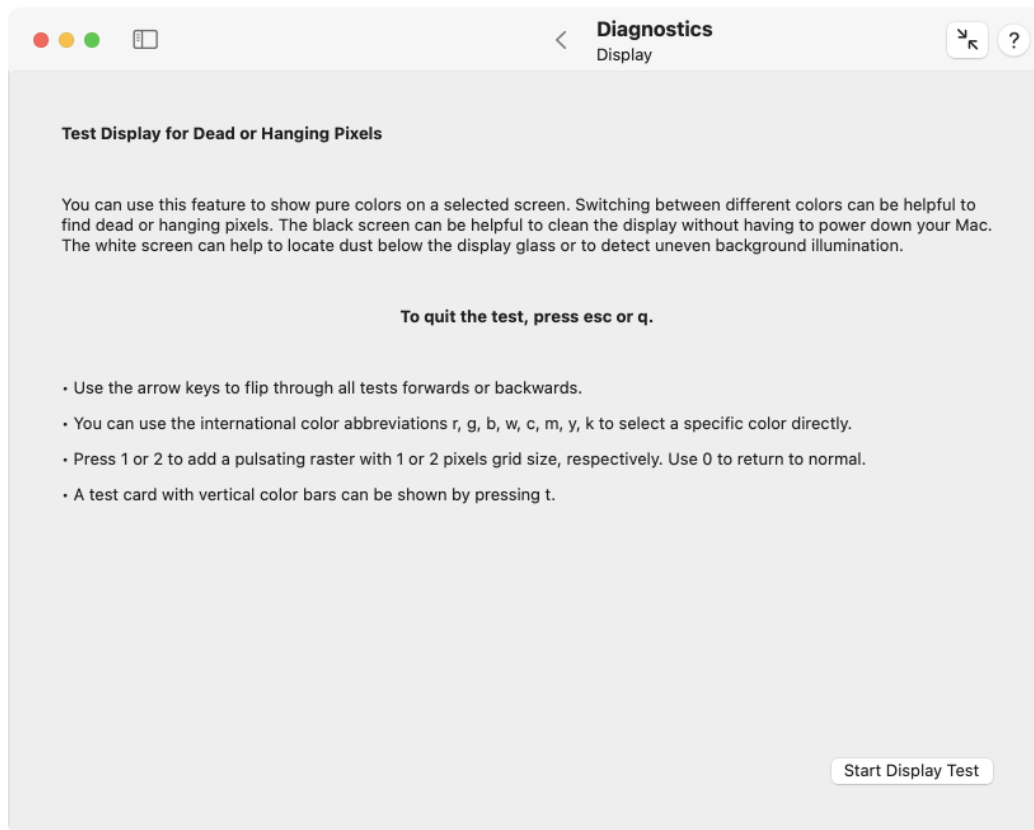 Diagnostics
Display
?
Test Display for Dead or Hanging Pixels
You can use this feature to show pure colors on a selected screen. Switching between different colors can be helpful to
find dead or hanging pixels. The black screen can be helpful to clean the display without having to power down your Mac.
The white screen can help to locate dust below the display glass or to detect uneven background illumination.
To quit the test, press esc or q.
• Use the arrow keys to flip through all tests forwards or backwards.
• You can use the international color abbreviations r, g, b, w, c, m, y, k to select a specific color directly.
• Press 1 or 2 to add a pulsating raster with 1 or 2 pixels grid size, respectively. Use 0 to return to normal.
• A test card with vertical color bars can be shown by pressing t.
Start Display Test